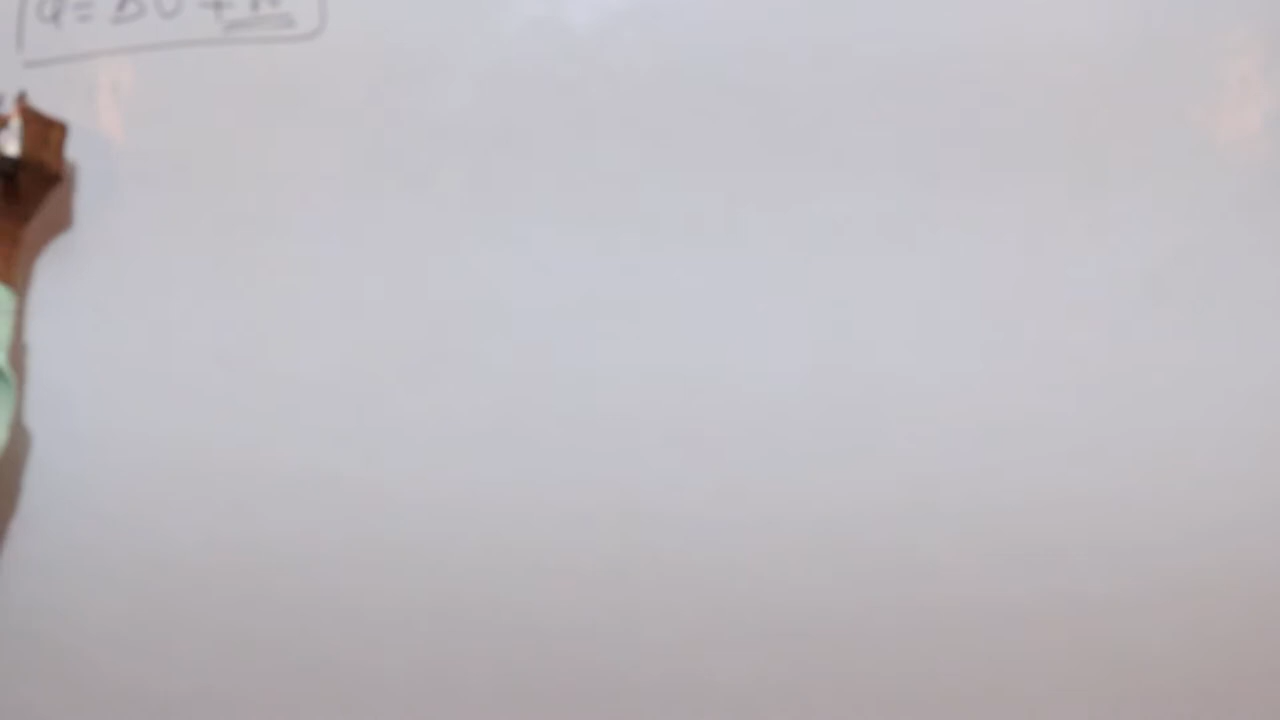 Q = ΔU +